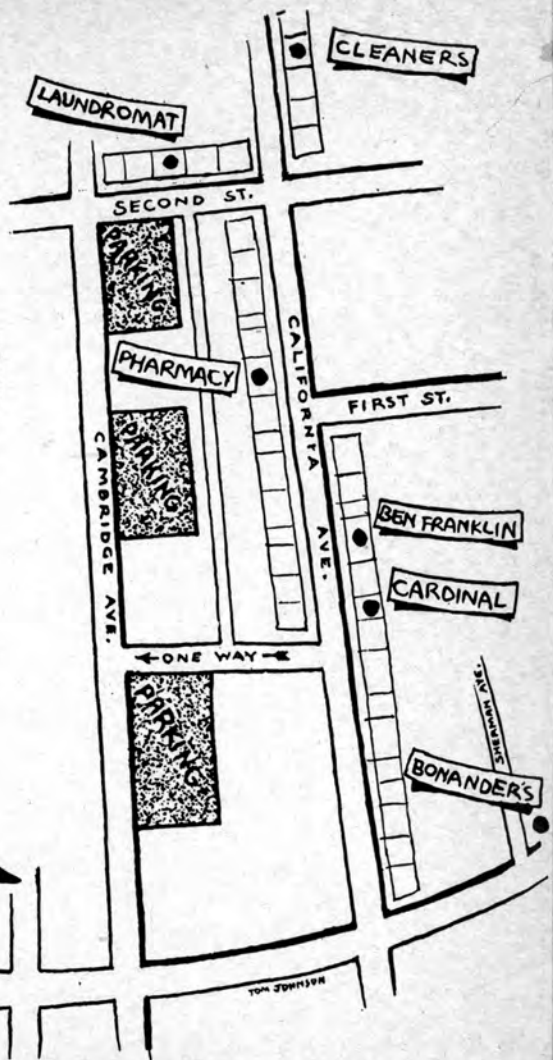 CLEANERS
LAUNDROMAT
SECOND ST.
PARKING
PHARMACY
CALIFORNIA AVE.
FIRST ST.
PARKING
CAMBRIDGE AVE.
BEN FRANKLIN
CARDINAL
ONE WAY
PARKING
SHERMAN AVE.
BONANDER'S
TOM JOHNSON